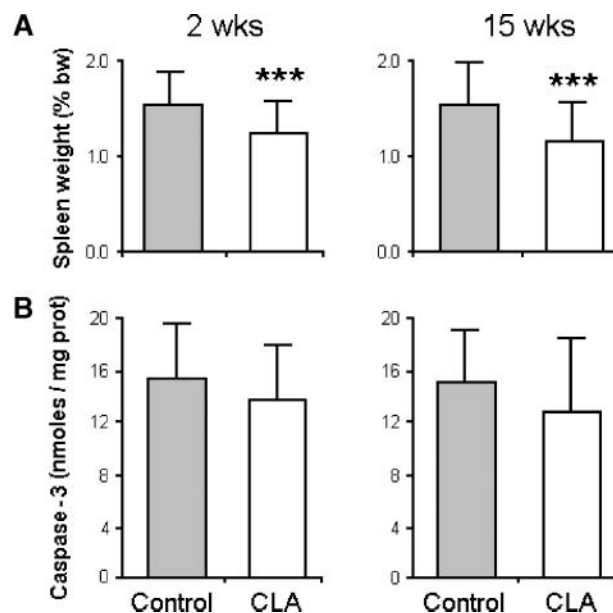 A
2 wks
15 wks
Spleen weight (% bw)
2.0
1.0
0.0
***
2.0
1.0
0.0
***
B
Caspase - 3 (nmoles / mg prot)
20
16
12
8
4
0
20
16
12
8
4
0
Control CLA
Control CLA